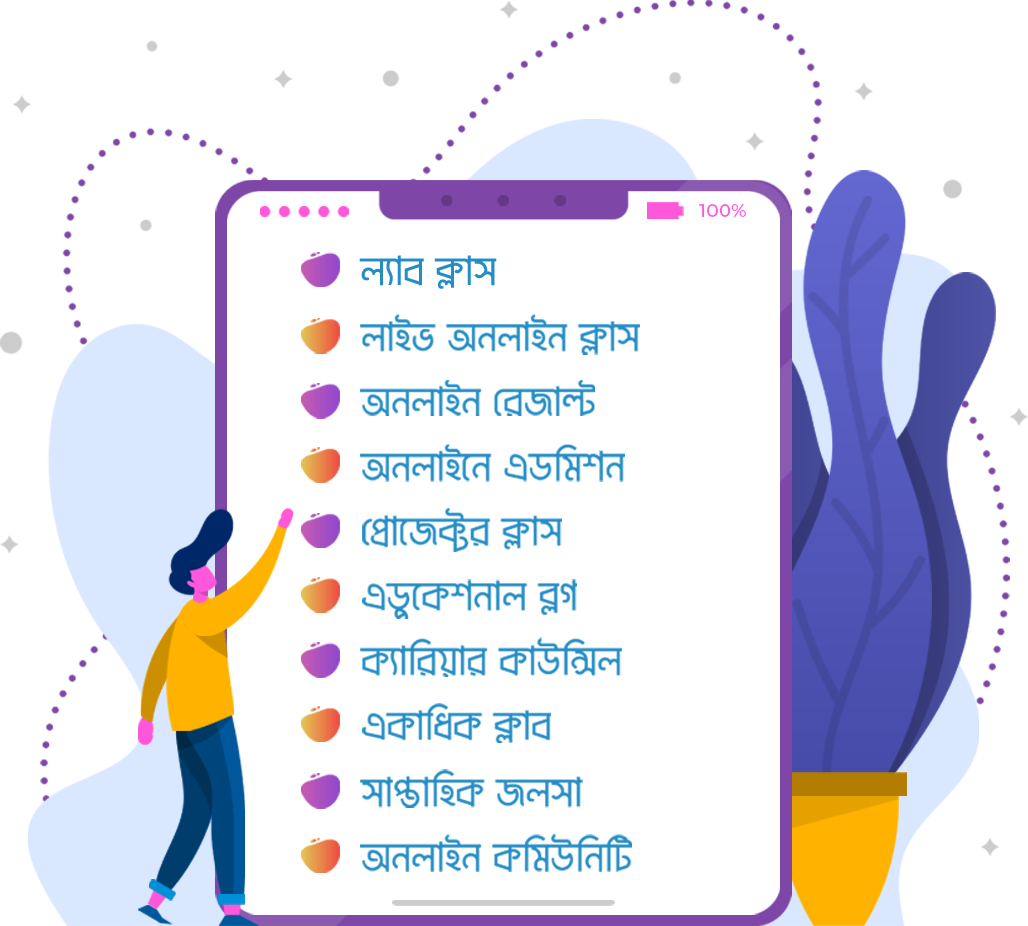 100%
ল্যাব ক্লাস
লাইভ অনলাইন ক্লাস
অনলাইন রেজাল্ট
অনলাইনে এডমিশন
প্রোজেক্টর ক্লাস
এডুকেশনাল ব্লগ
ক্যারিয়ার কাউন্সিল
একাধিক ক্লাব
সাপ্তাহিক জলসা
অনলাইন কমিউনিটি